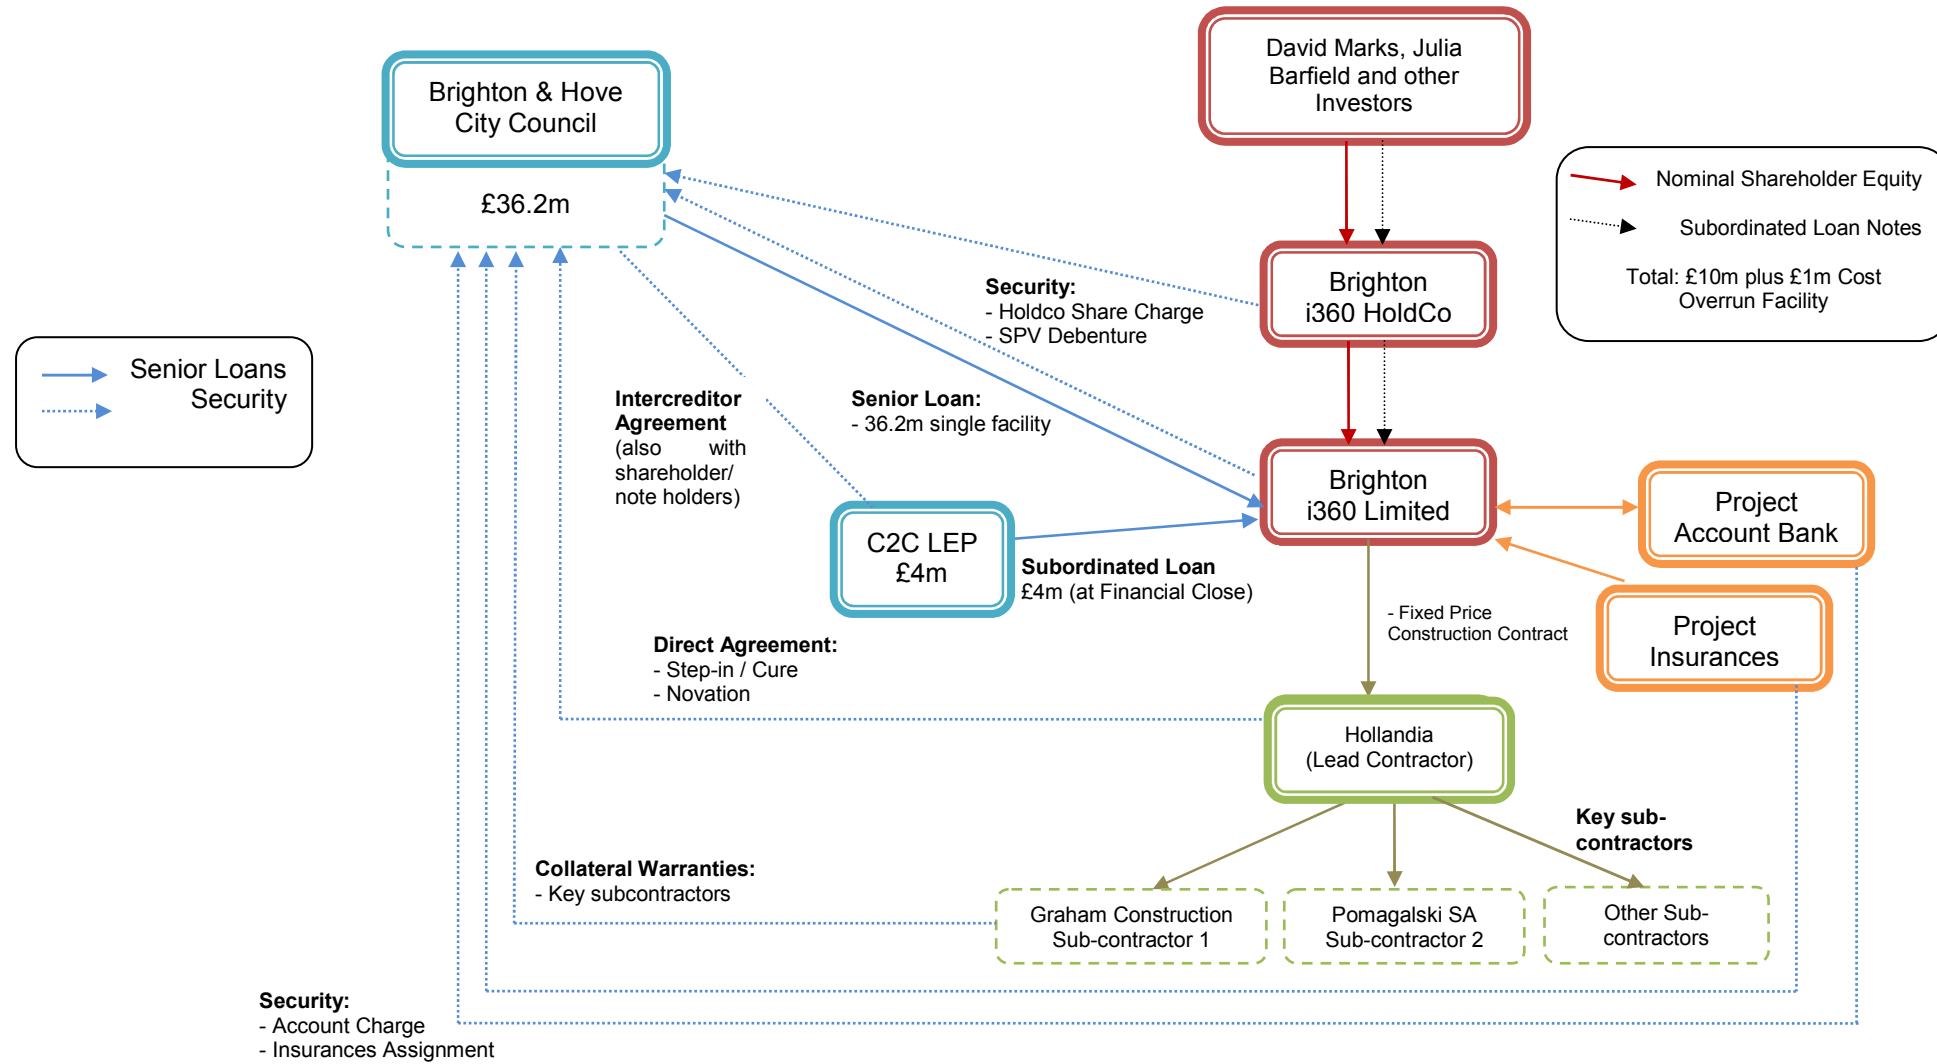 David Marks, Julia
Barfield and other
Investors
Brighton & Hove
City Council
£36.2m
Nominal Shareholder Equity
Subordinated Loan Notes
Total: £10m plus £1m Cost
Overrun Facility
Brighton
i360 HoldCo
Security:
- Holdco Share Charge
- SPV Debenture
Senior Loans
Security
Intercreditor
Agreement
(also with
shareholder/
note holders)
Senior Loan:
- 36.2m single facility
Brighton
i360 Limited
Project
Account Bank
C2C LEP
£4m
Subordinated Loan
£4m (at Financial Close)
- Fixed Price
Construction Contract
Project
Insurances
Direct Agreement:
- Step-in / Cure
- Novation
Hollandia
(Lead Contractor)
Key sub-
contractors
Collateral Warranties:
- Key subcontractors
Graham Construction
Sub-contractor 1
Pomagalski SA
Sub-contractor 2
Other Sub-
contractors
Security:
- Account Charge
- Insurances Assignment